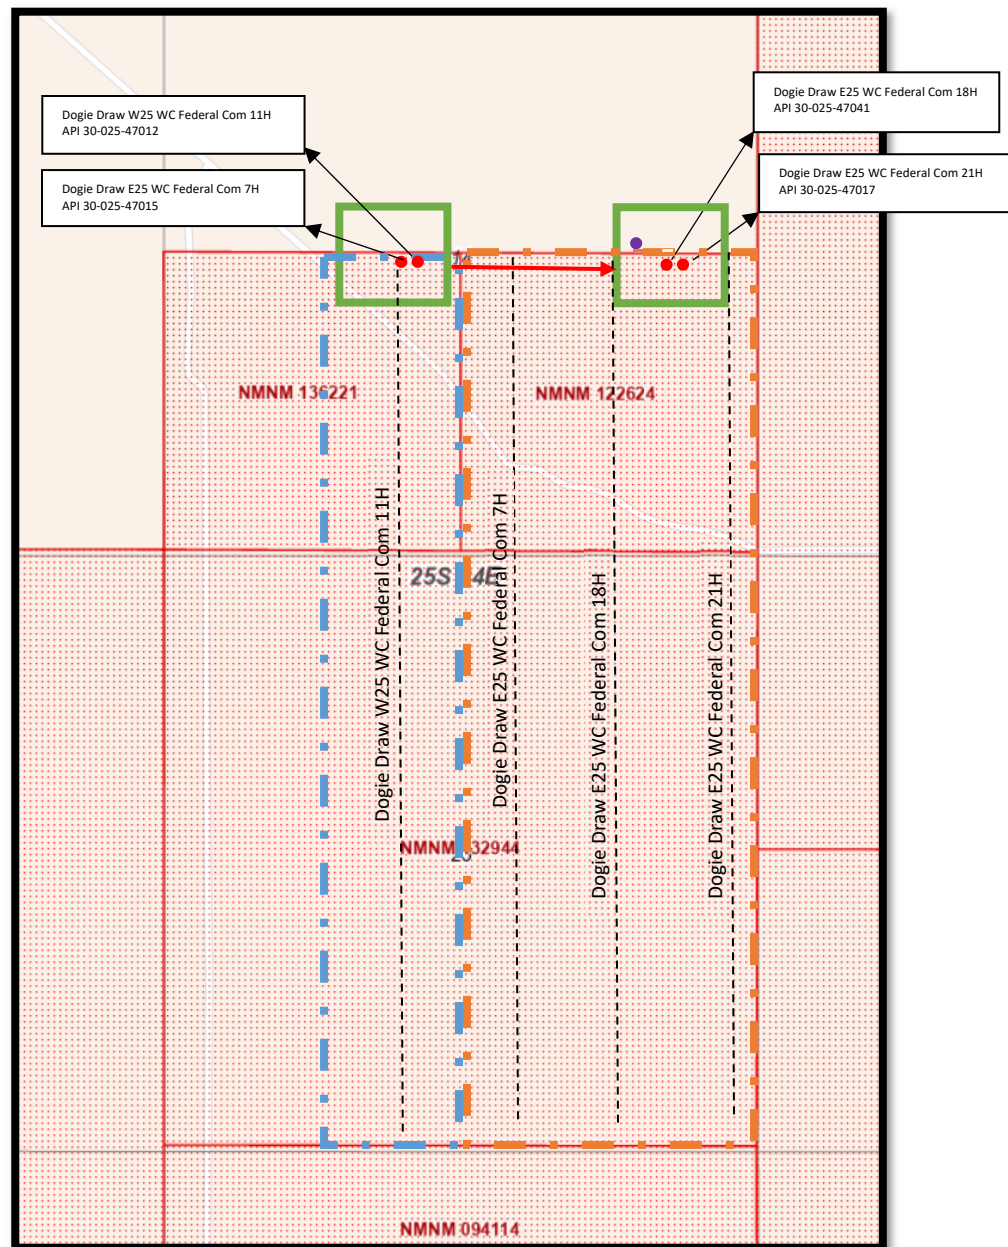 Dogie Draw E25 WC Federal Com 18H
API 30-025-47041
Dogie Draw W25 WC Federal Com 11H
API 30-025-47012
Dogie Draw E25 WC Federal Com 21H
API 30-025-47017
Dogie Draw E25 WC Federal Com 7H
API 30-025-47015
NMNM 136221
NMNM 122624
25S
Dogie Draw W25 WC Federal Com 11H
Dogie Draw E25 WC Federal Com 7H
Dogie Draw E25 WC Federal Com 18H
Dogie Draw E25 WC Federal Com 21H
NMNM 094114